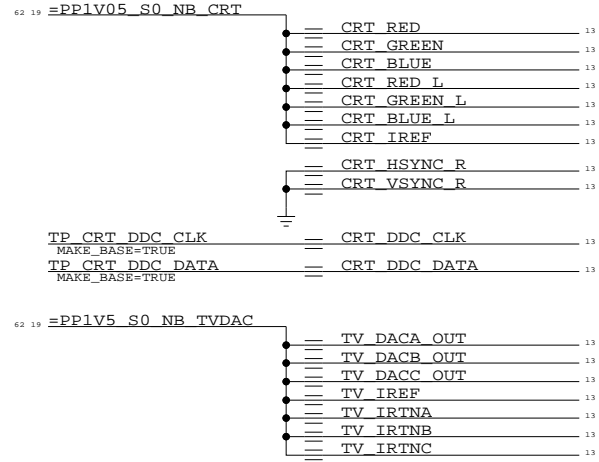 62 19 =PP1V05_S0_NB_CRT
CRT_RED 13
CRT_GREEN 13
CRT_BLUE 13
CRT_RED_L 13
CRT_GREEN_L 13
CRT_BLUE_L 13
CRT_IREF 13
CRT_HSYNC_R 13
CRT_VSYNC_R 13
TP_CRT_DDC_CLK CRT_DDC_CLK 13
MAKE_BASE=TRUE
TP_CRT_DDC_DATA CRT_DDC_DATA 13
MAKE_BASE=TRUE
62 19 =PP1V5_S0_NB_TVDAC
TV_DACA_OUT 13
TV_DACB_OUT 13
TV_DACC_OUT 13
TV_IREF 13
TV_IRTNA 13
TV_IRTNB 13
TV_IRTNC 13